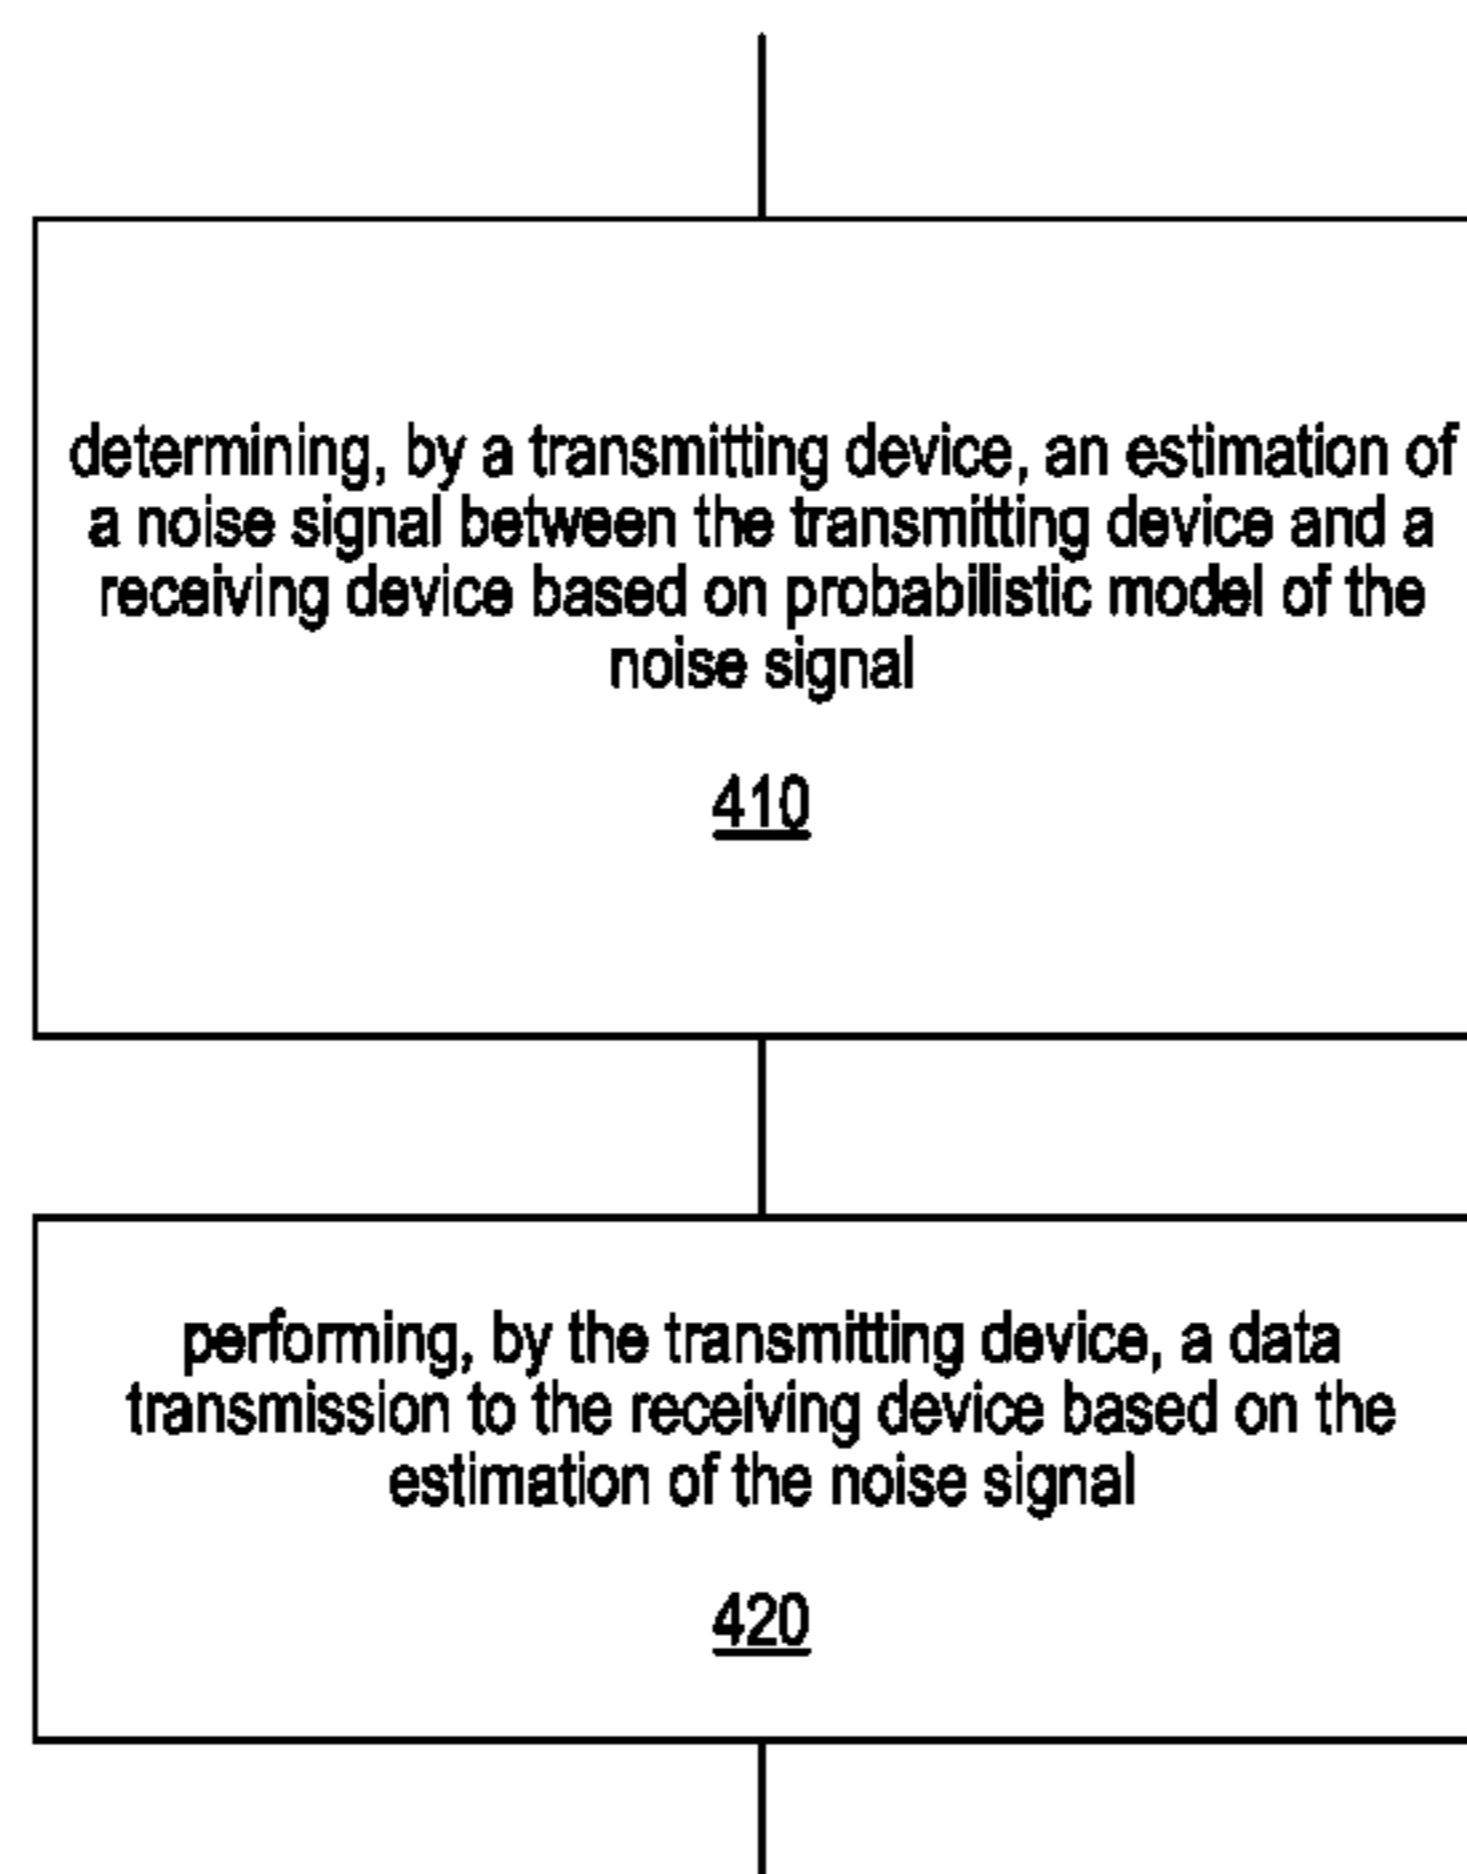 determining, by a transmitting device, an estimation of
a noise signal between the transmitting device and a
receiving device based on probabilistic model of the
noise signal
410
performing, by the transmitting device, a data
transmission to the receiving device based on the
estimation of the noise signal
420